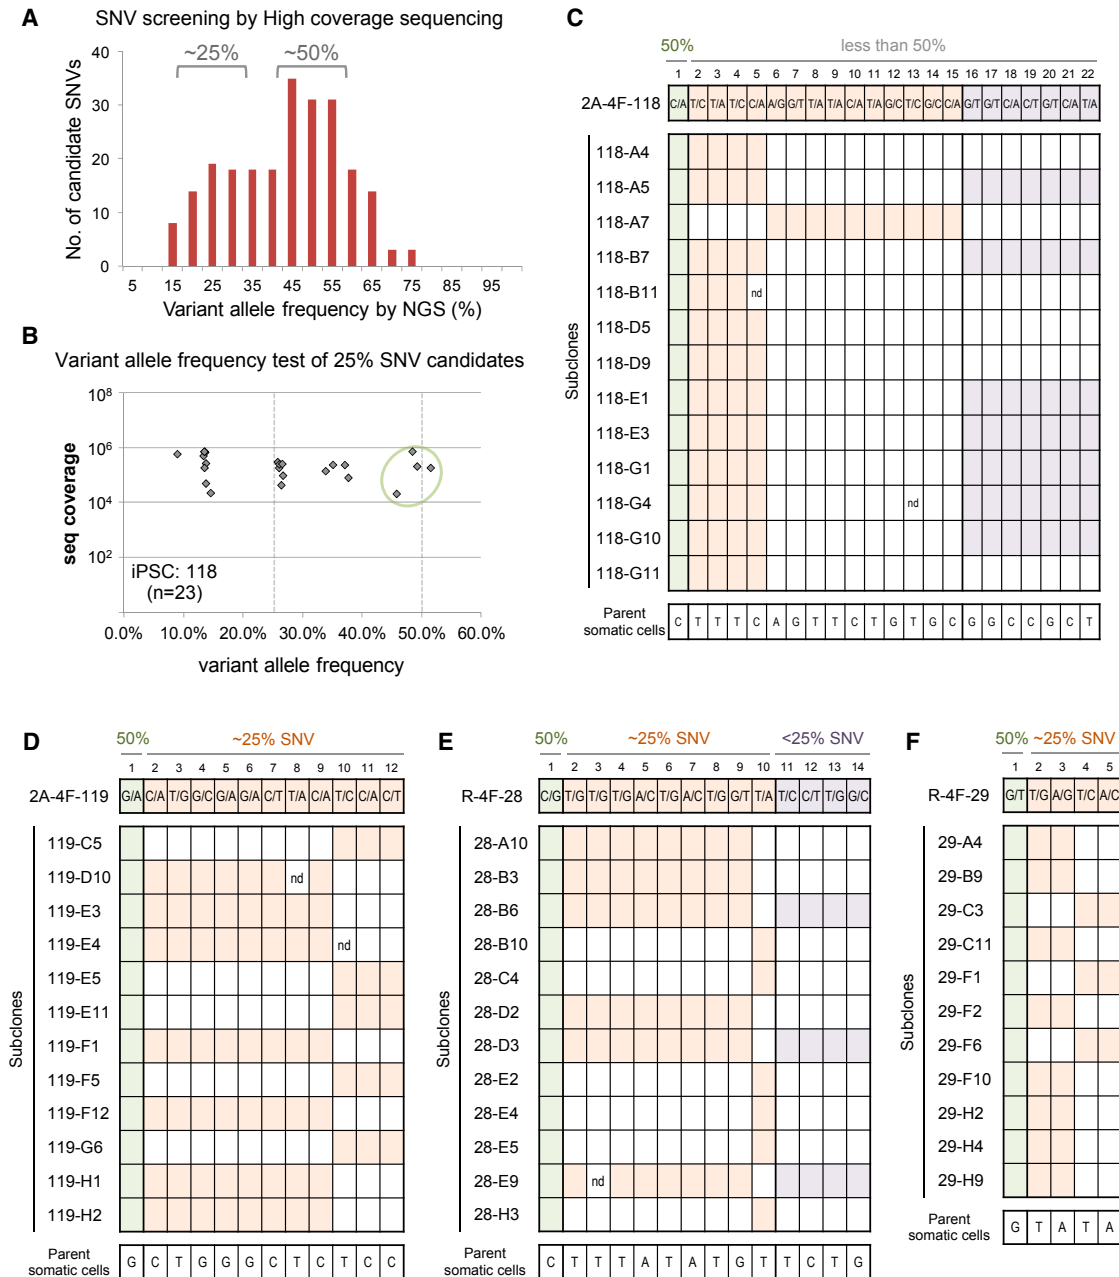 A
SNV screening by High coverage sequencing
~25% ~50%
No. of candidate SNVs
40
30
20
10
0
5 15 25 35 45 55 65 75 85 95
Variant allele frequency by NGS (%)
B
Variant allele frequency test of 25% SNV candidates
seq coverage
10^8
10^6
10^4
10^2
iPSC: 118
(n=23)
0.0% 10.0% 20.0% 30.0% 40.0% 50.0% 60.0%
variant allele frequency
C
50% less than 50%
1 2 3 4 5 6 7 8 9 10 11 12 13 14 15 16 17 18 19 20 21 22
2A-4F-118 C/A T/C T/A T/C C/A A/G G/T T/A T/A C/A T/A G/C T/C G/C C/A G/T G/T C/A C/T G/T C/A T/A
Subclones
118-A4
118-A5
118-A7
118-B7
118-B11 nd
118-D5
118-D9
118-E1
118-E3
118-G1
118-G4 nd
118-G10
118-G11
Parent
somatic cells C T T T C A G T T C T G T G C G G C C G C T
D
50% ~25% SNV
1 2 3 4 5 6 7 8 9 10 11 12
2A-4F-119 G/A C/A T/G G/C G/A G/A C/T T/A C/A T/C C/A C/T
Subclones
119-C5
119-D10 nd
119-E3
119-E4 nd
119-E5
119-E11
119-F1
119-F5
119-F12
119-G6
119-H1
119-H2
Parent
somatic cells G C T G G G C T C T C C
E
50% ~25% SNV <25% SNV
1 2 3 4 5 6 7 8 9 10 11 12 13 14
R-4F-28 C/G T/G T/G T/G A/C T/G A/C T/G G/T T/A T/C C/T T/G G/C
Subclones
28-A10
28-B3
28-B6
28-B10
28-C4
28-D2
28-D3
28-E2
28-E4
28-E5
28-E9 nd
28-H3
Parent
somatic cells C T T T A T A T G T T C T G
F
50% ~25% SNV
1 2 3 4 5
R-4F-29 G/T T/G A/G T/C A/C
Subclones
29-A4
29-B9
29-C3
29-C11
29-F1
29-F2
29-F6
29-F10
29-H2
29-H4
29-H9
Parent
somatic cells G T A T A